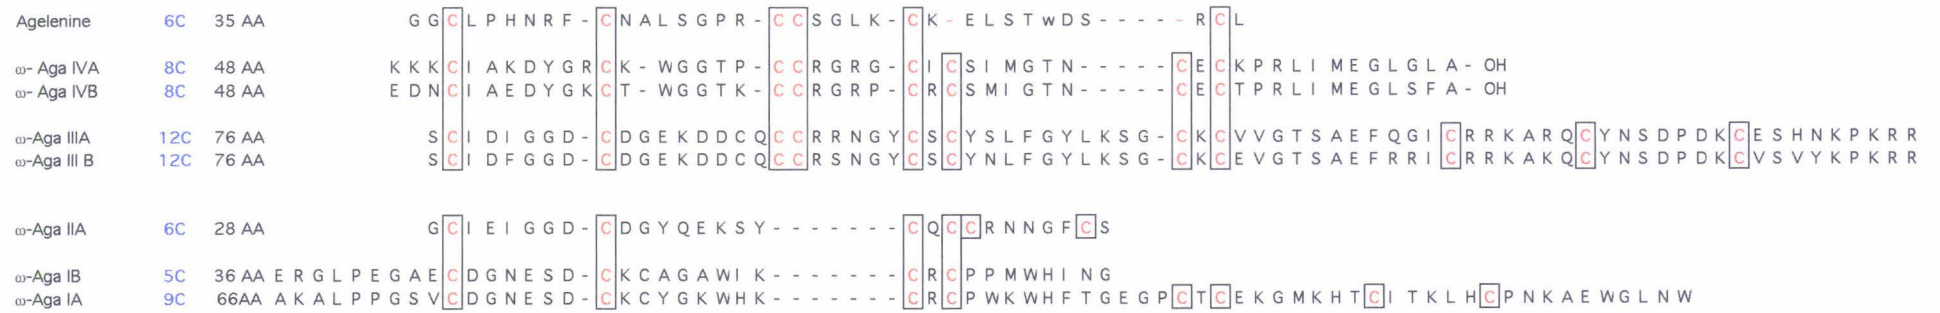 Agelenine 6C 35 AA G G C L P H N R F - C N A L S G P R - C C S G L K - C K - E L S T w D S - - - - - R C L
ω- Aga IVA 8C 48 AA K K K C I A K D Y G R C K - W G G T P - C C R G R G - C I C S I M G T N - - - - - C E C K P R L I M E G L G L A - OH
ω- Aga IVB 8C 48 AA E D N C I A E D Y G K C T - W G G T K - C C R G R P - C R C S M I G T N - - - - - C E C T P R L I M E G L S F A - OH
ω-Aga IIIA 12C 76 AA S C I D I G G D - C D G E K D D C Q C C R R N G Y C S C Y S L F G Y L K S G - C K C V V G T S A E F Q G I C R R K A R Q C Y N S D P D K C E S H N K P K R R
ω-Aga III B 12C 76 AA S C I D F G G D - C D G E K D D C Q C C R S N G Y C S C Y N L F G Y L K S G - C K C E V G T S A E F R R I C R R K A K Q C Y N S D P D K C V S V Y K P K R R
ω-Aga IIA 6C 28 AA G C I E I G G D - C D G Y Q E K S Y - - - - - - - C Q C C R N N G F C S
ω-Aga IB 5C 36 AA E R G L P E G A E C D G N E S D - C K C A G A W I K - - - - - - - C R C P P M W H I N G
ω-Aga IA 9C 66AA A K A L P P G S V C D G N E S D - C K C Y G K W H K - - - - - - - C R C P W K W H F T G E G P C T C E K G M K H T C I T K L H C P N K A E W G L N W